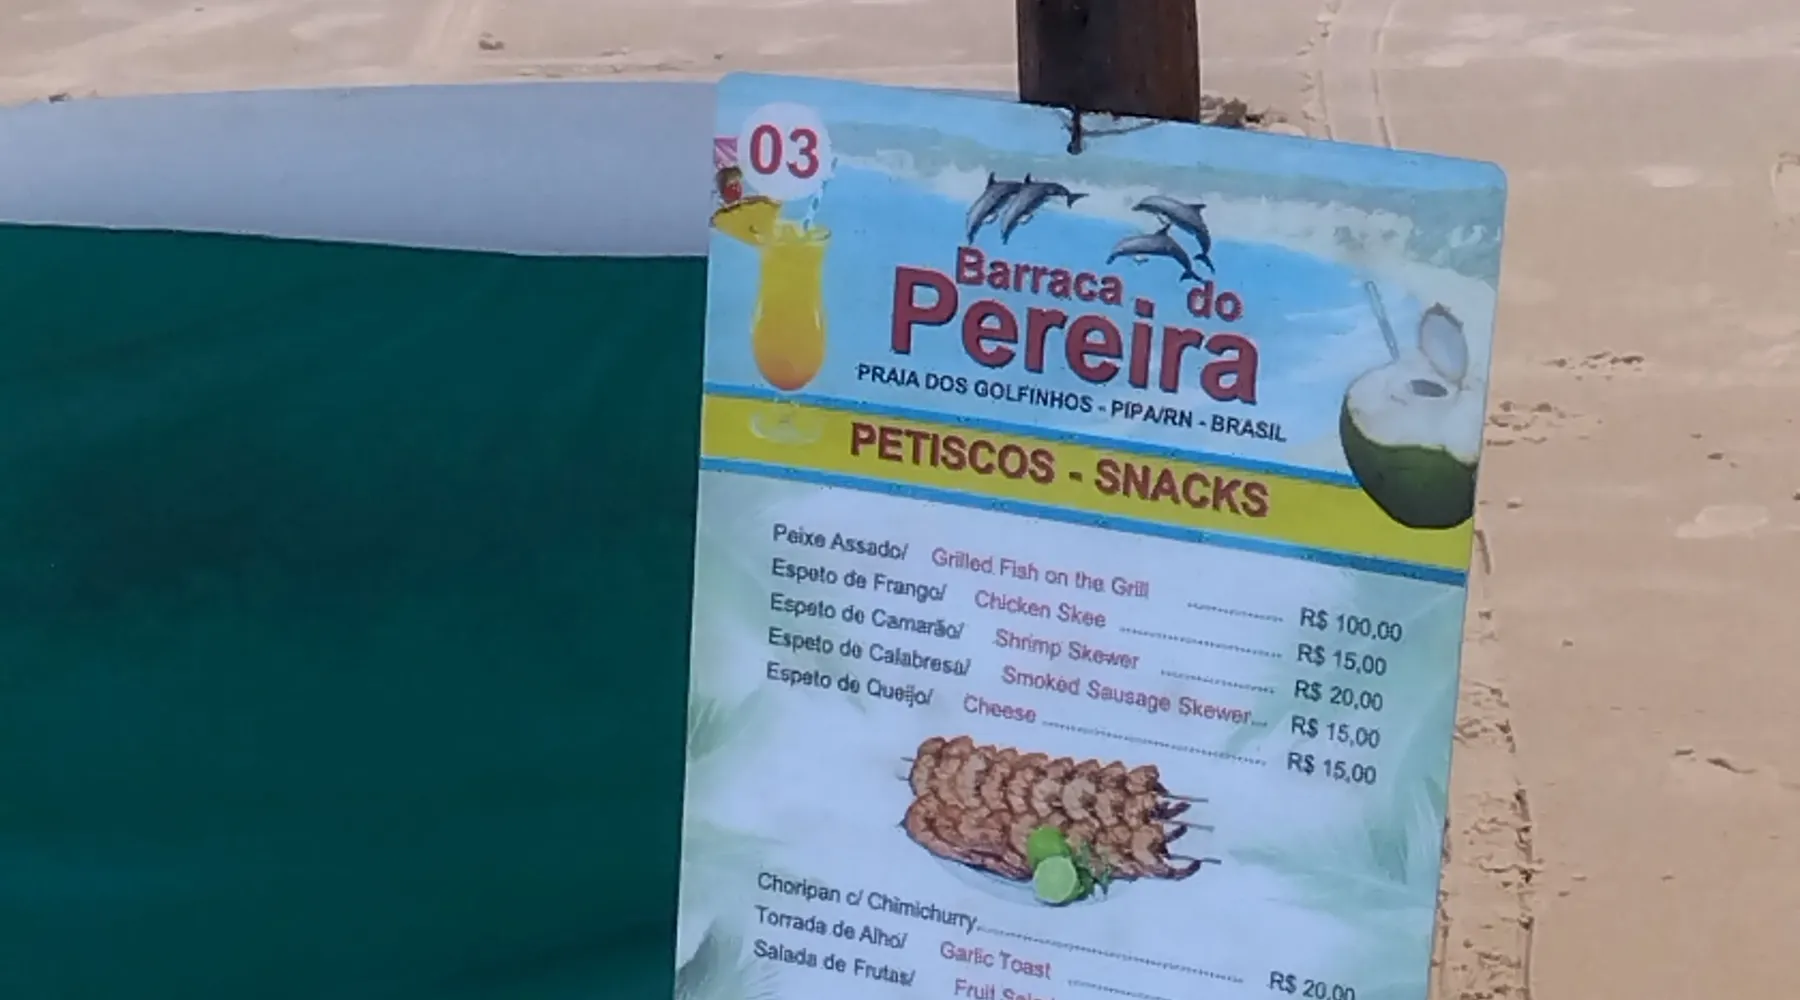 03
Barraca do
Pereira
PRAIA DOS GOLFINHOS - PIPA/RN - BRASIL
PETISCOS - SNACKS
Peixe Assado/ Grilled Fish on the Grill R$ 100,00
Espeto de Frango/ Chicken Skee R$ 15,00
Espeto de Camarão/ Shrimp Skewer R$ 20,00
Espeto de Calabresa/ Smoked Sausage Skewer... R$ 15,00
Espeto de Queijo/ Cheese R$ 15,00
Choripan c/ Chimichurry R$ 20,00
Torrada de Alho/ Garlic Toast
Salada de Frutas/ Fruit